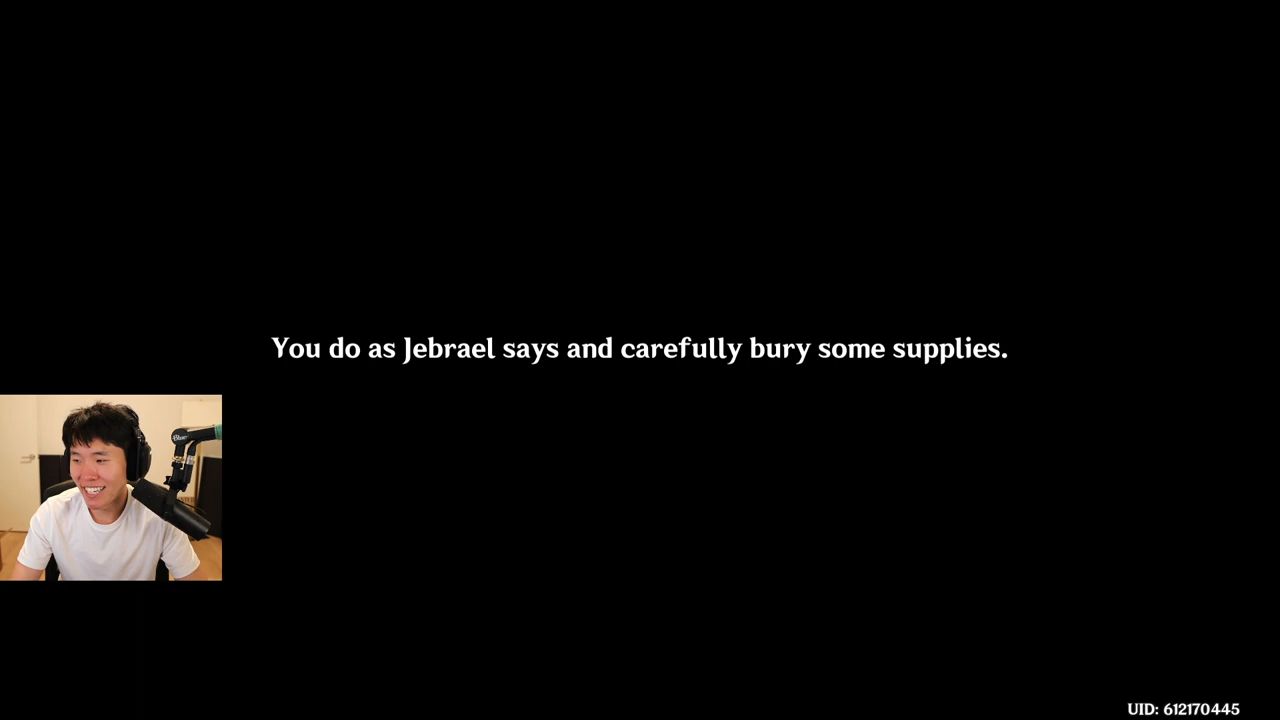 You do as Jebrael says and carefully bury some supplies.
UID: 612170445